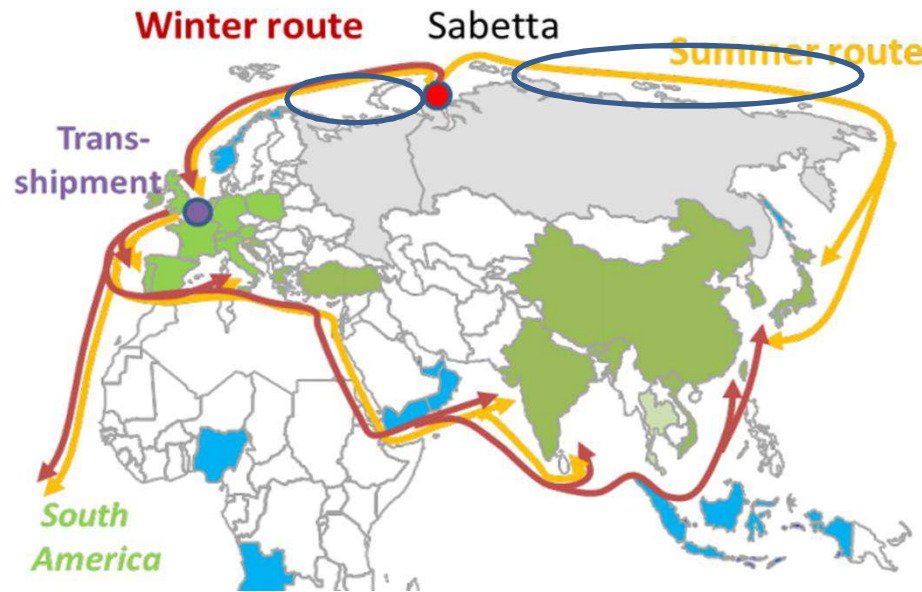 Winter route
Sabetta
Summer route
Trans-
shipment
South
America